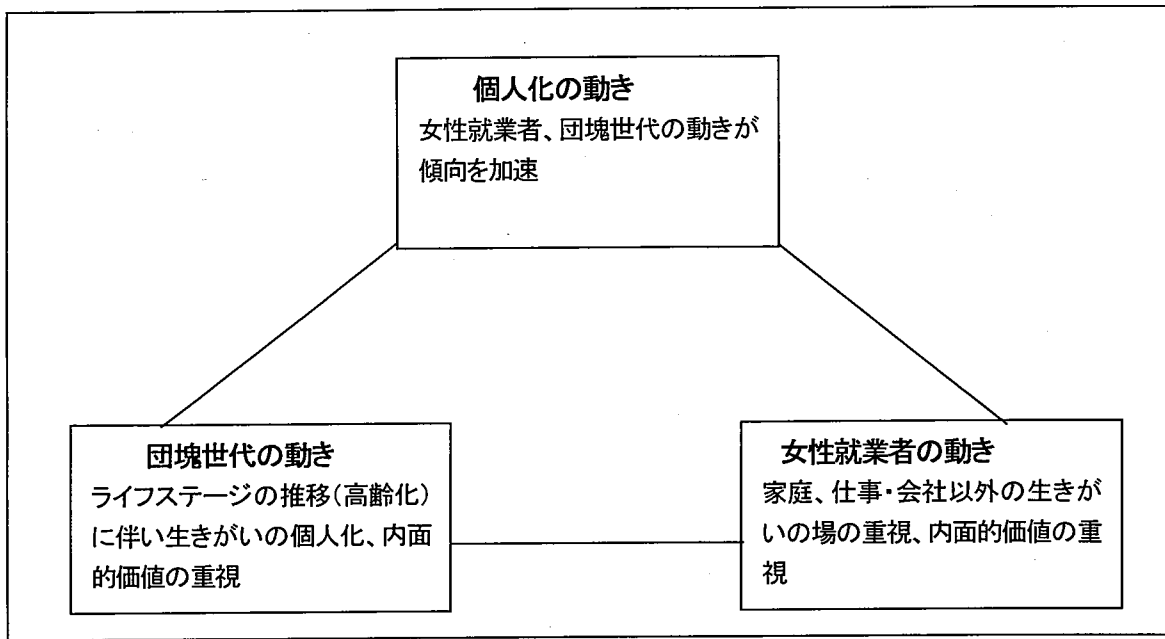 個人化の動き
女性就業者、団塊世代の動きが
傾向を加速
団塊世代の動き
ライフステージの推移(高齢化)
に伴い生きがいの個人化、内面
的価値の重視
女性就業者の動き
家庭、仕事・会社以外の生きが
いの場の重視、内面的価値の重
視